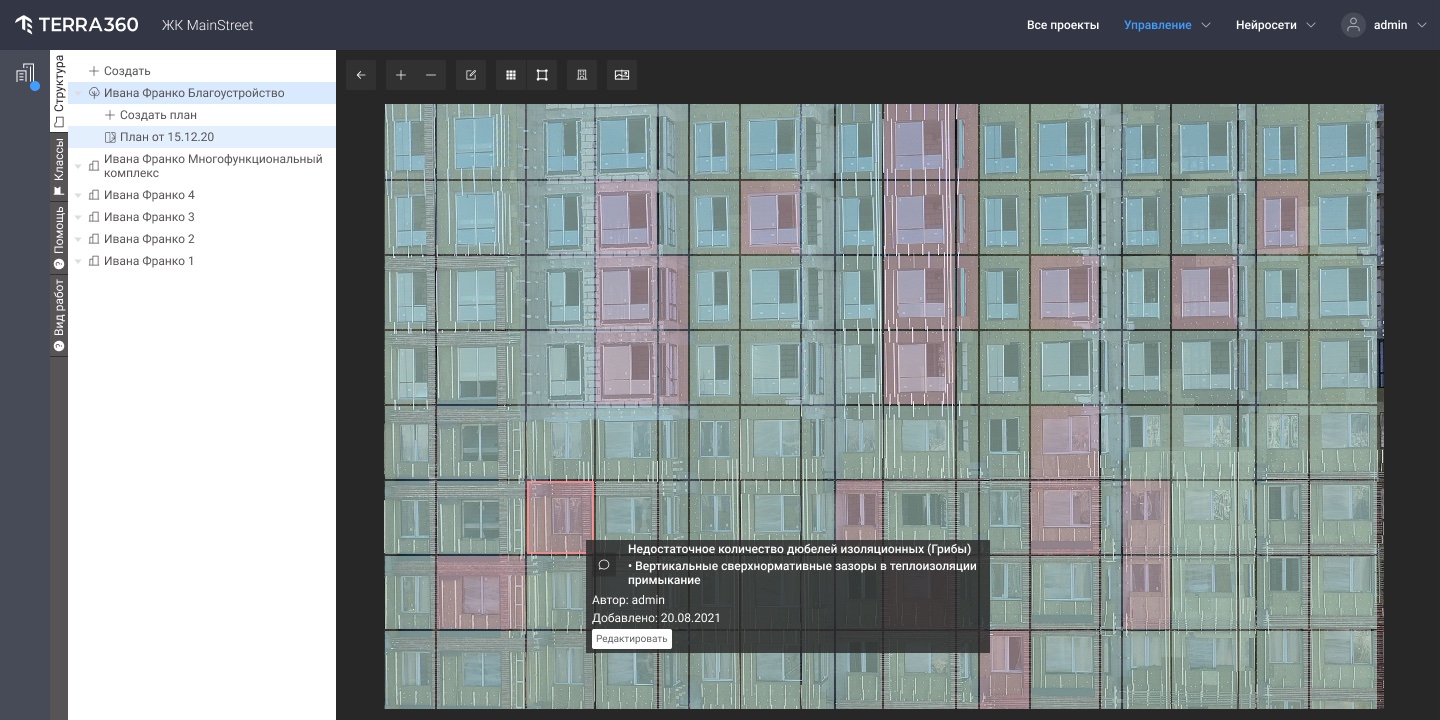 TERRA360
ЖК MainStreet
Все проекты
Управление
Нейросети
admin
Структура
Классы
? Помощь
? Вид работ
Создать
Ивана Франко Благоустройство
Создать план
План от 15.12.20
Ивана Франко Многофункциональный
комплекс
Ивана Франко 4
Ивана Франко 3
Ивана Франко 2
Ивана Франко 1
Недостаточное количество дюбелей изоляционных (Грибы)
• Вертикальные сверхнормативные зазоры в теплоизоляции
примыкание
Автор: admin
Добавлено: 20.08.2021
Редактировать